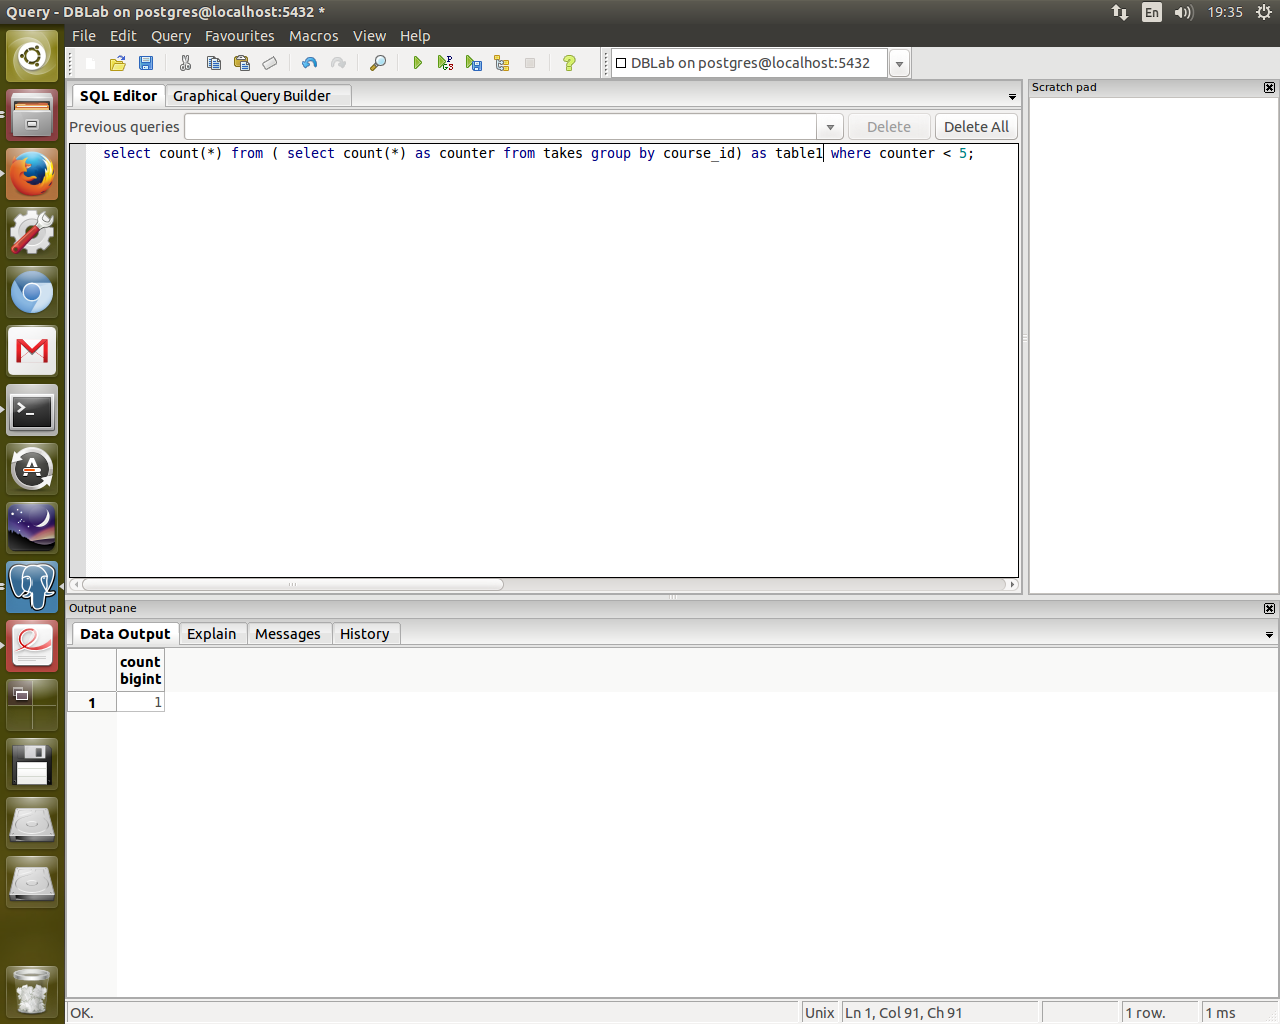 Query - DBLab on postgres@localhost:5432 *
En
19:35
File Edit Query Favourites Macros View Help
DBLab on postgres@localhost:5432
SQL Editor
Graphical Query Builder
Scratch pad
Previous queries
Delete
Delete All
select count(*) from ( select count(*) as counter from takes group by course_id) as table1 where counter < 5;
Output pane
Data Output
Explain
Messages
History
count
bigint
1
1
OK.
Unix
Ln 1, Col 91, Ch 91
1 row.
1 ms